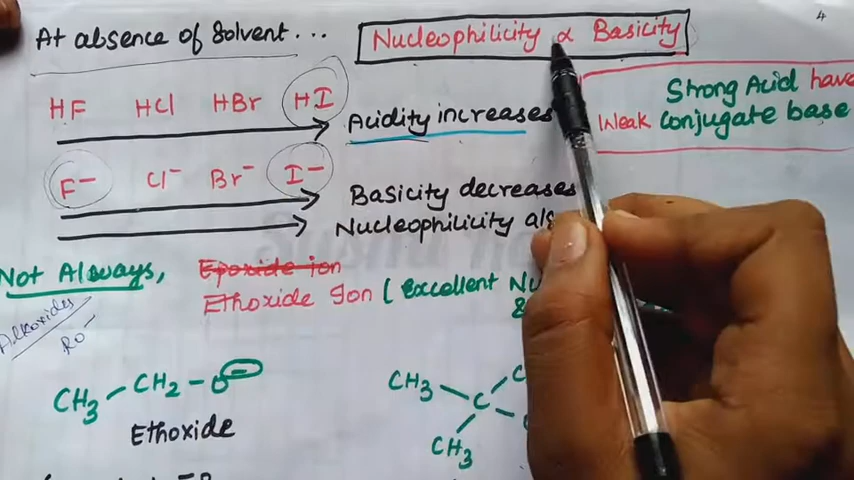 4
At absence of Solvent...
Nucleophilicity ∝ Basicity
HF HCl HBr HI
Acidity increases
Strong Acid have
Weak conjugate base
F⁻ Cl⁻ Br⁻ I⁻
Basicity decreases
Nucleophilicity als
Not Always,
Epoxide ion
Ethoxide Ion (Excellent Nu
&
Alkoxides
RO⁻
CH₃ CH₂ - O⁻
Ethoxide
CH₃ C
CH₃